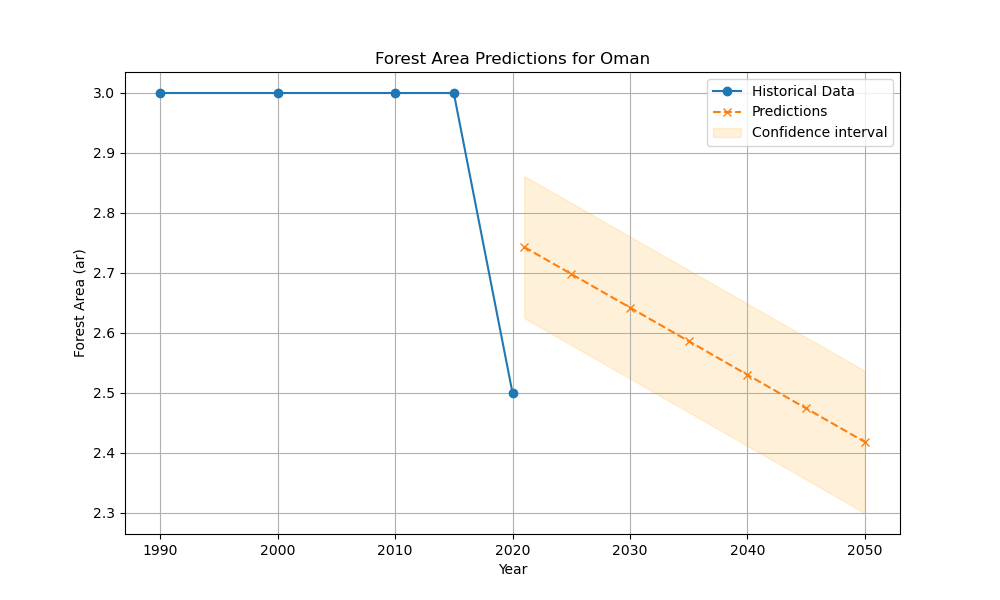 Forest Area Predictions for Oman
Historical Data
Predictions
Confidence interval
Forest Area (ar)
3.0
2.9
2.8
2.7
2.6
2.5
2.4
2.3
1990 2000 2010 2020 2030 2040 2050
Year